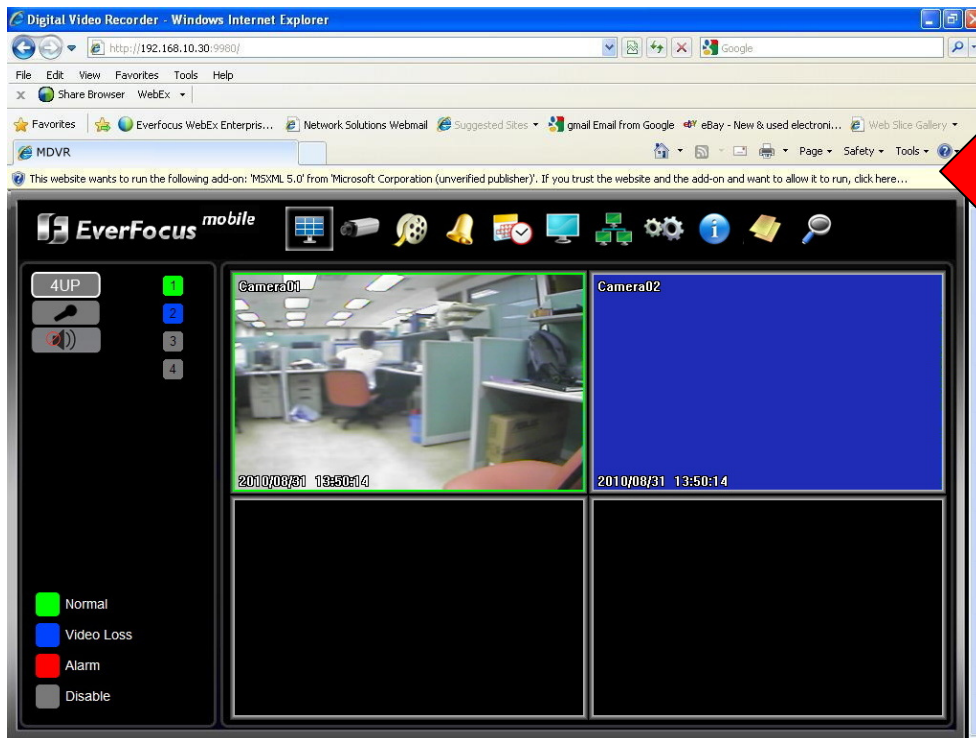 Digital Video Recorder - Windows Internet Explorer
http://192.168.10.30:9980/
Google
File Edit View Favorites Tools Help
x Share Browser WebEx
Favorites Everfocus WebEx Enterpris... Network Solutions Webmail Suggested Sites gmail Email from Google eBay - New & used electroni... Web Slice Gallery
MDVR Page Safety Tools
This website wants to run the following add-on: 'MSXML 5.0' from 'Microsoft Corporation (unverified publisher)'. If you trust the website and the add-on and want to allow it to run, click here...
EverFocus mobile
4UP 1
2
3
4
Camera01 Camera02
2010/08/31 13:50:14 2010/08/31 13:50:14
Normal
Video Loss
Alarm
Disable